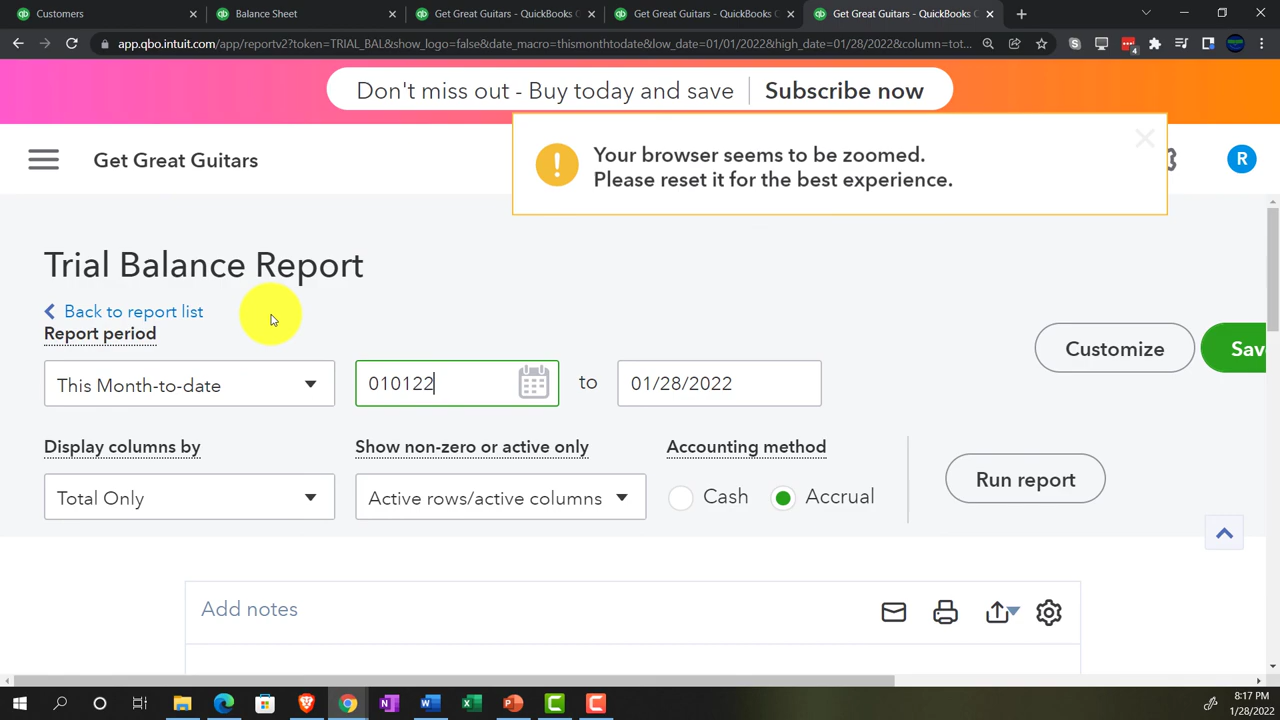 Customers
Balance Sheet
Get Great Guitars - QuickBooks C
Get Great Guitars - QuickBooks C
Get Great Guitars - QuickBooks C
app.qbo.intuit.com/app/reportv2?token=TRIAL_BAL&show_logo=false&date_macro=thismonthtodate&low_date=01/01/2022&high_date=01/28/2022&column=tot...
4
Don't miss out - Buy today and save
Subscribe now
Get Great Guitars
Your browser seems to be zoomed.
Please reset it for the best experience.
R
Trial Balance Report
Back to report list
Report period
This Month-to-date
010122
to
01/28/2022
Customize
Sav
Display columns by
Show non-zero or active only
Accounting method
Total Only
Active rows/active columns
Cash
Accrual
Run report
Add notes
8:17 PM
1/28/2022